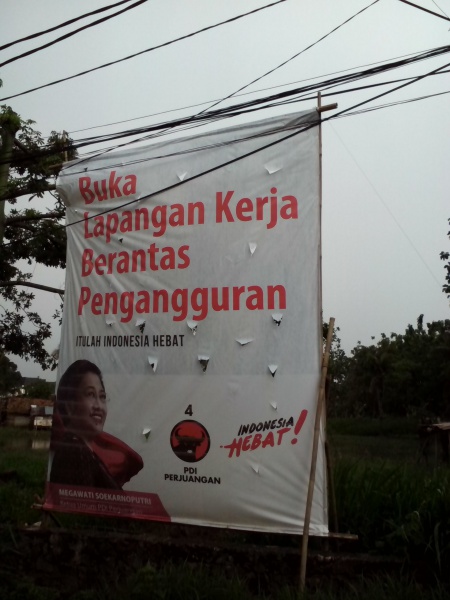 Buka
Lapangan Kerja
Berantas
Pengangguran
ITULAH INDONESIA HEBAT
4
PDI
PERJUANGAN
INDONESIA
HEBAT!
MEGAWATI SOEKARNOPUTRI